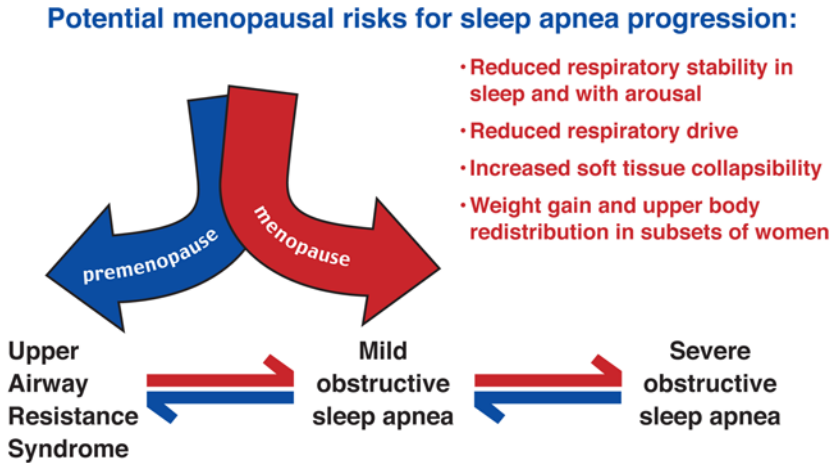 Potential menopausal risks for sleep apnea progression:
• Reduced respiratory stability in
sleep and with arousal
• Reduced respiratory drive
• Increased soft tissue collapsibility
• Weight gain and upper body
redistribution in subsets of women
premenopause
menopause
Upper
Airway
Resistance
Syndrome
Mild
obstructive
sleep apnea
Severe
obstructive
sleep apnea